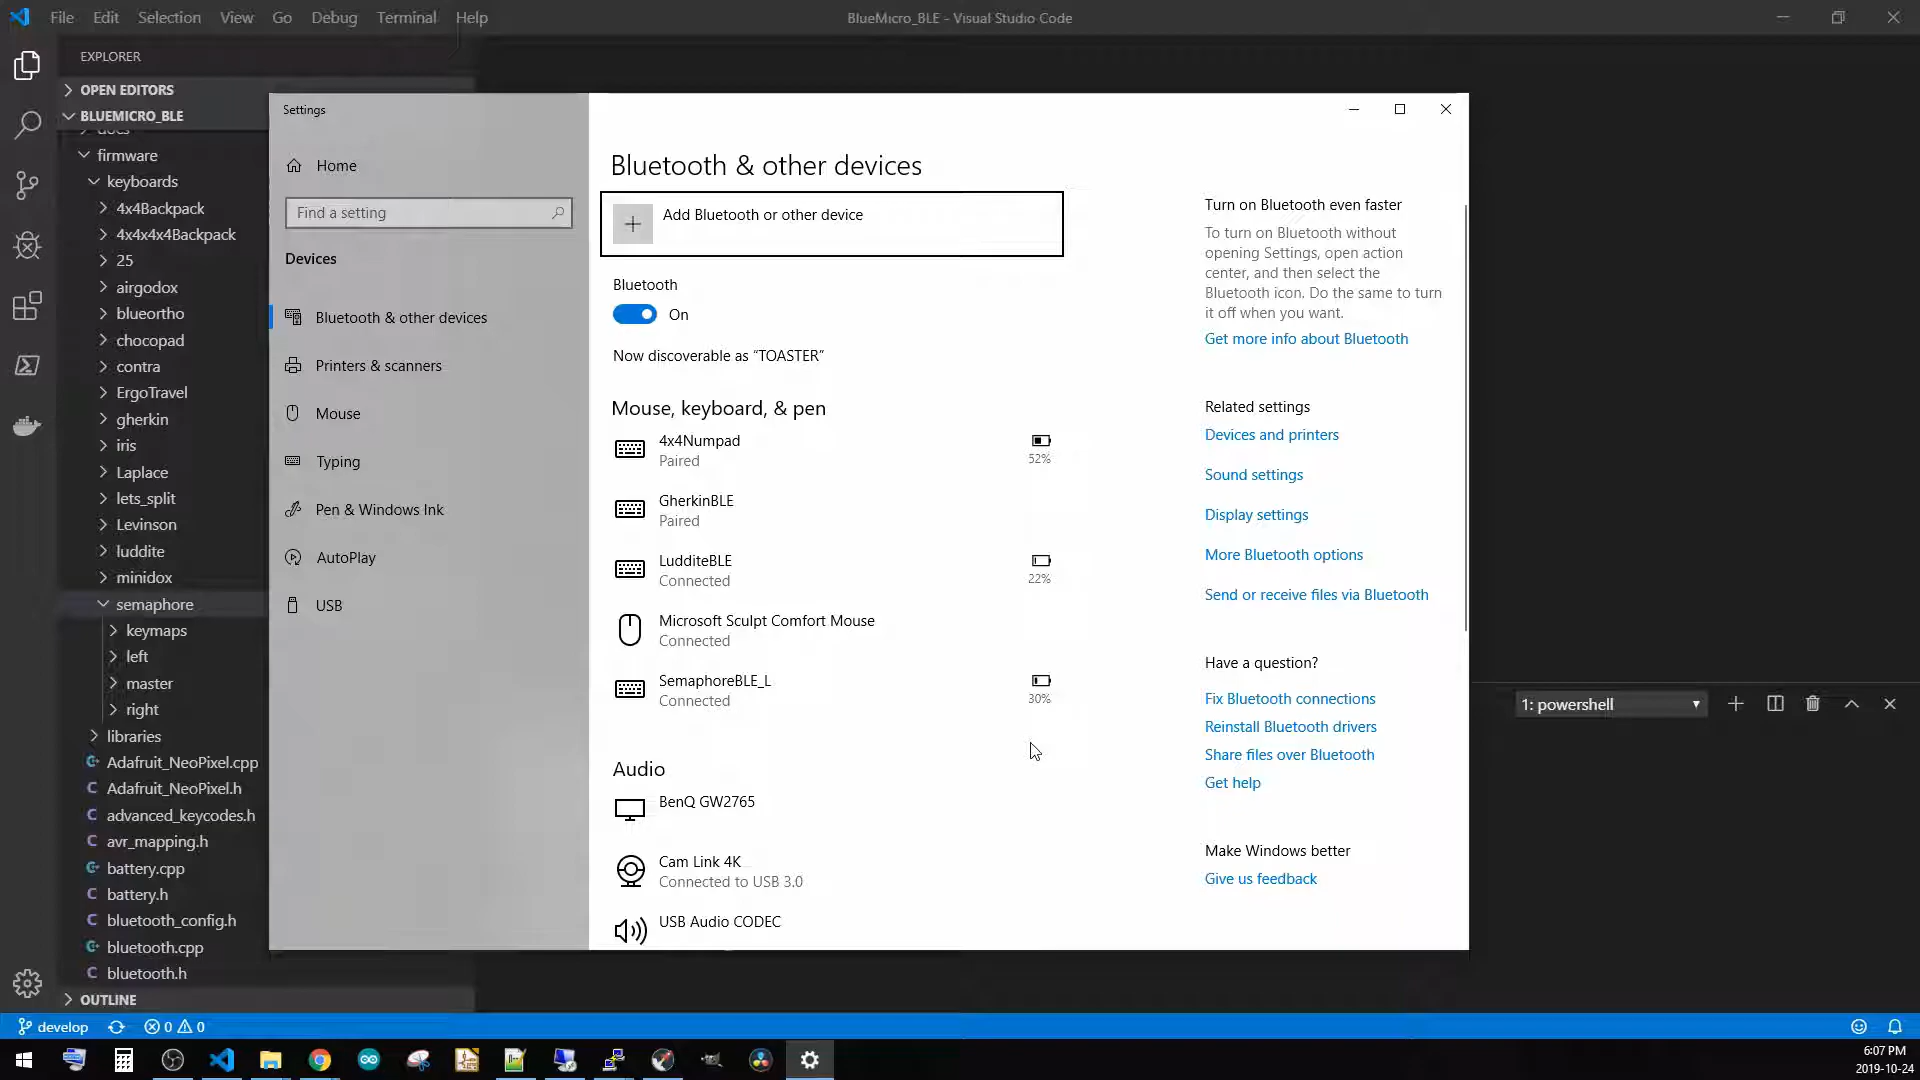 File Edit Selection View Go Debug Terminal Help
BlueMicro_BLE - Visual Studio Code
EXPLORER
OPEN EDITORS
BLUEMICRO_BLE
docs
firmware
keyboards
4x4Backpack
4x4x4x4Backpack
25
airgodox
blueortho
chocopad
contra
ErgoTravel
gherkin
iris
Laplace
lets_split
Levinson
luddite
minidox
semaphore
keymaps
left
master
right
libraries
Adafruit_NeoPixel.cpp
Adafruit_NeoPixel.h
advanced_keycodes.h
avr_mapping.h
battery.cpp
battery.h
bluetooth_config.h
bluetooth.cpp
bluetooth.h
OUTLINE
Settings
Home
Find a setting
Devices
Bluetooth & other devices
Printers & scanners
Mouse
Typing
Pen & Windows Ink
AutoPlay
USB
Bluetooth & other devices
Add Bluetooth or other device
Bluetooth
On
Now discoverable as "TOASTER"
Mouse, keyboard, & pen
4x4Numpad
Paired
52%
GherkinBLE
Paired
LudditeBLE
Connected
22%
Microsoft Sculpt Comfort Mouse
Connected
SemaphoreBLE_L
Connected
30%
Audio
BenQ GW2765
Cam Link 4K
Connected to USB 3.0
USB Audio CODEC
Turn on Bluetooth even faster
To turn on Bluetooth without
opening Settings, open action
center, and then select the
Bluetooth icon. Do the same to turn
it off when you want.
Get more info about Bluetooth
Related settings
Devices and printers
Sound settings
Display settings
More Bluetooth options
Send or receive files via Bluetooth
Have a question?
Fix Bluetooth connections
Reinstall Bluetooth drivers
Share files over Bluetooth
Get help
Make Windows better
Give us feedback
1: powershell
develop
0
0
6:07 PM
2019-10-24